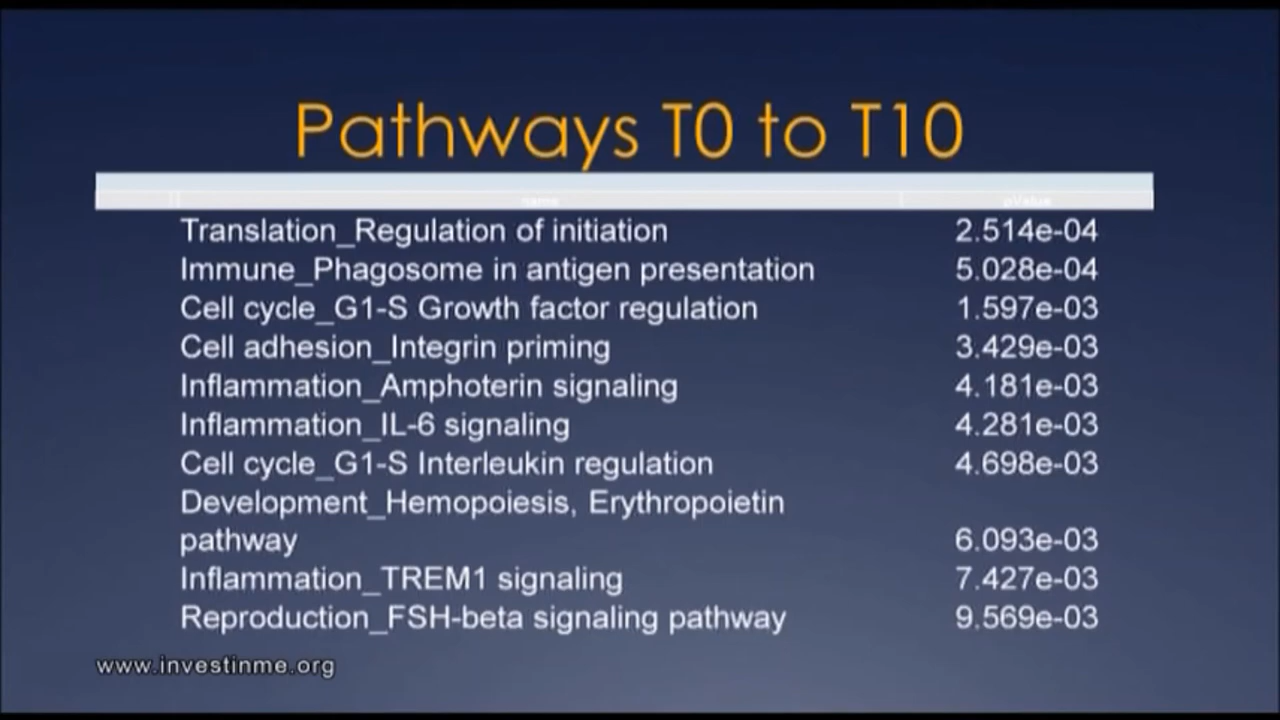 Pathways T0 to T10
name pValue
Translation_Regulation of initiation 2.514e-04
Immune_Phagosome in antigen presentation 5.028e-04
Cell cycle_G1-S Growth factor regulation 1.597e-03
Cell adhesion_Integrin priming 3.429e-03
Inflammation_Amphoterin signaling 4.181e-03
Inflammation_IL-6 signaling 4.281e-03
Cell cycle_G1-S Interleukin regulation 4.698e-03
Development_Hemopoiesis, Erythropoietin
pathway 6.093e-03
Inflammation_TREM1 signaling 7.427e-03
Reproduction_FSH-beta signaling pathway 9.569e-03
www.investinme.org